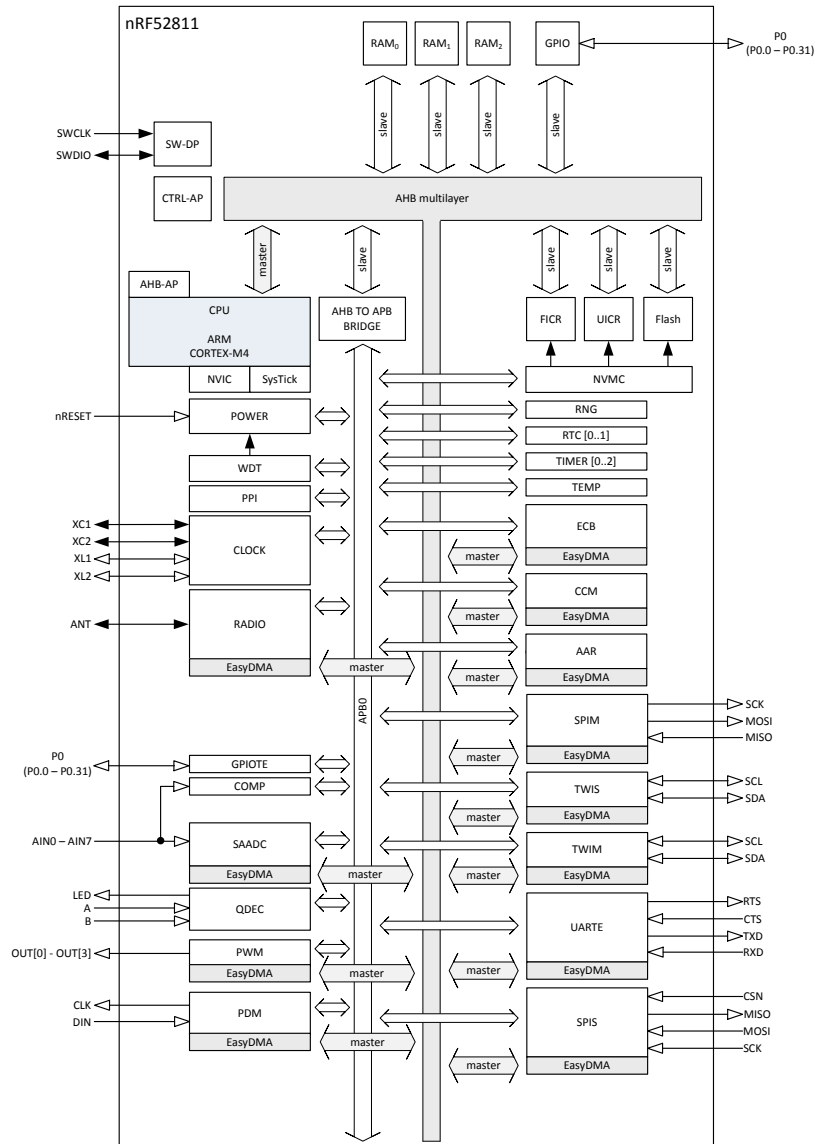 nRF52811
RAM0
RAM1
RAM2
GPIO
P0
(P0.0 – P0.31)
slave
slave
slave
slave
SWCLK
SWDIO
SW-DP
CTRL-AP
AHB multilayer
master
slave
slave
slave
slave
AHB-AP
CPU
ARM
CORTEX-M4
NVIC
SysTick
AHB TO APB
BRIDGE
FICR
UICR
Flash
NVMC
nRESET
POWER
RNG
RTC [0..1]
WDT
TIMER [0..2]
PPI
TEMP
XC1
XC2
XL1
XL2
CLOCK
ECB
master
EasyDMA
ANT
RADIO
EasyDMA
master
CCM
master
EasyDMA
AAR
master
EasyDMA
APB0
SPIM
master
EasyDMA
SCK
MOSI
MISO
P0
(P0.0 – P0.31)
GPIOTE
COMP
TWIS
master
EasyDMA
SCL
SDA
AIN0 – AIN7
SAADC
EasyDMA
master
TWIM
master
EasyDMA
SCL
SDA
LED
A
B
QDEC
UARTE
master
EasyDMA
RTS
CTS
TXD
RXD
OUT[0] - OUT[3]
PWM
EasyDMA
master
CLK
DIN
PDM
EasyDMA
master
SPIS
master
EasyDMA
CSN
MISO
MOSI
SCK